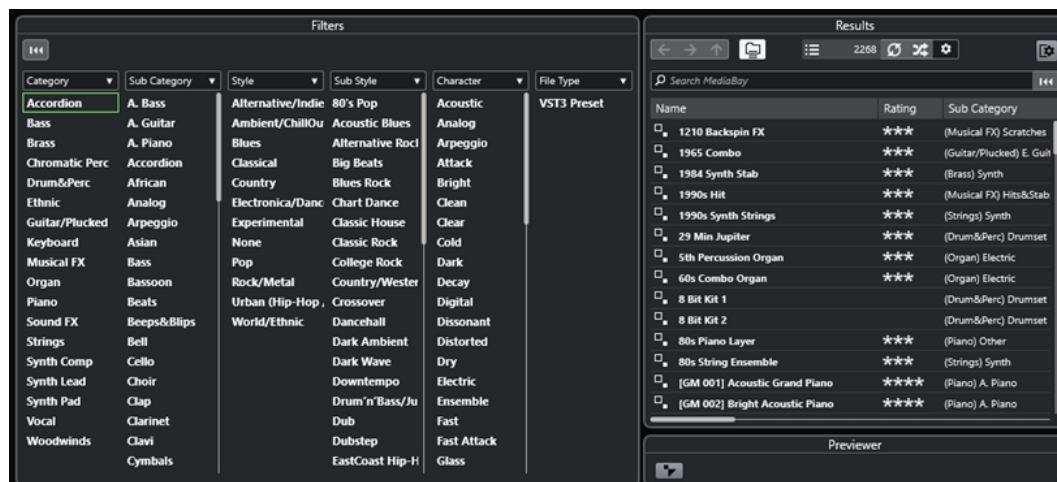 Filters
Category Sub Category Style Sub Style Character File Type
Accordion A. Bass Alternative/Indie 80's Pop Acoustic VST3 Preset
Bass A. Guitar Ambient/ChillOu Acoustic Blues Analog
Brass A. Piano Blues Alternative Rocl Arpeggio
Chromatic Perc Accordion Classical Big Beats Attack
Drum&Perc African Country Blues Rock Bright
Ethnic Analog Electronica/Danc Chart Dance Clean
Guitar/Plucked Arpeggio Experimental Classic House Clear
Keyboard Asian None Classic Rock Cold
Musical FX Bass Pop College Rock Dark
Organ Bassoon Rock/Metal Country/Wester Decay
Piano Beats Urban (Hip-Hop / Crossover Digital
Sound FX Beeps&Blips World/Ethnic Dancehall Dissonant
Strings Bell Dark Ambient Distorted
Synth Comp Cello Dark Wave Dry
Synth Lead Choir Downtempo Electric
Synth Pad Clap Drum'n'Bass/Ju Ensemble
Vocal Clarinet Dub Fast
Woodwinds Clavi Dubstep Fast Attack
Cymbals EastCoast Hip-H Glass
Results
2268
Search MediaBay
Name Rating Sub Category
1210 Backspin FX *** (Musical FX) Scratches
1965 Combo *** (Guitar/Plucked) E. Guit
1984 Synth Stab *** (Brass) Synth
1990s Hit *** (Musical FX) Hits&Stab
1990s Synth Strings *** (Strings) Synth
29 Min Jupiter *** (Drum&Perc) Drumset
5th Percussion Organ *** (Organ) Electric
60s Combo Organ *** (Organ) Electric
8 Bit Kit 1 (Drum&Perc) Drumset
8 Bit Kit 2 (Drum&Perc) Drumset
80s Piano Layer *** (Piano) Other
80s String Ensemble *** (Strings) Synth
[GM 001] Acoustic Grand Piano **** (Piano) A. Piano
[GM 002] Bright Acoustic Piano **** (Piano) A. Piano
Previewer